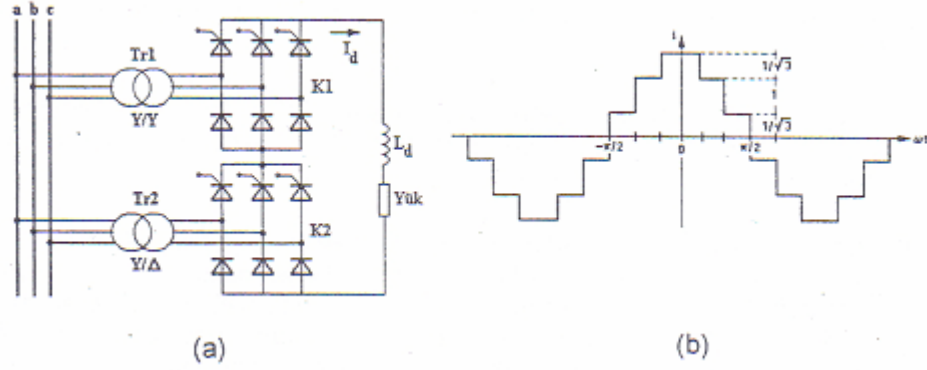 a b c
Tr1
Y/Y
K1
I_d
L_d
Yük
Tr2
Y/Δ
K2
(a)
i
1/√3
1
1/√3
-π/2
0
π/2
ωt
(b)